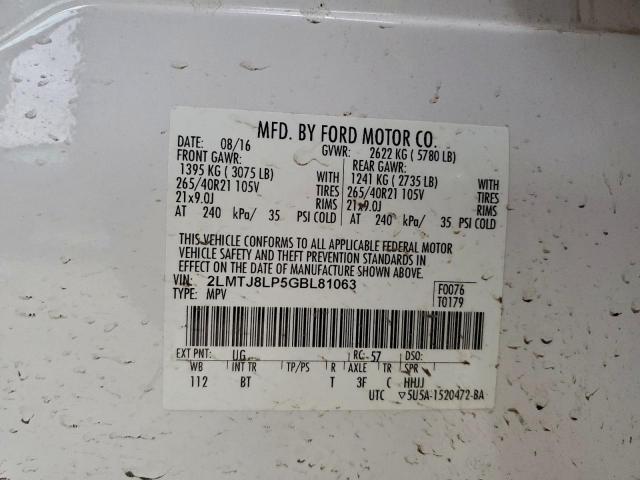 MFD. BY FORD MOTOR CO.
DATE: 08/16 GVWR: 2622 KG ( 5780 LB)
FRONT GAWR: REAR GAWR:
1395 KG ( 3075 LB) 1241 KG ( 2735 LB)
265/40R21 105V TIRES 265/40R21 105V TIRES
21x9.0J RIMS 21x9.0J RIMS
AT 240 kPa/ 35 PSI COLD AT 240 kPa/ 35 PSI COLD
THIS VEHICLE CONFORMS TO ALL APPLICABLE FEDERAL MOTOR
VEHICLE SAFETY AND THEFT PREVENTION STANDARDS IN
EFFECT ON THE DATE OF MANUFACTURE SHOWN ABOVE.
VIN: 2LMTJ8LP5GBL81063 F0076
TYPE: MPV T0179
EXT PNT: UG RC: 57 DSO:
WB INT TR TP/PS R AXLE TR SPR
112 BT T 3F C HHJJ
UTC ▽5U5A-1520472-BA